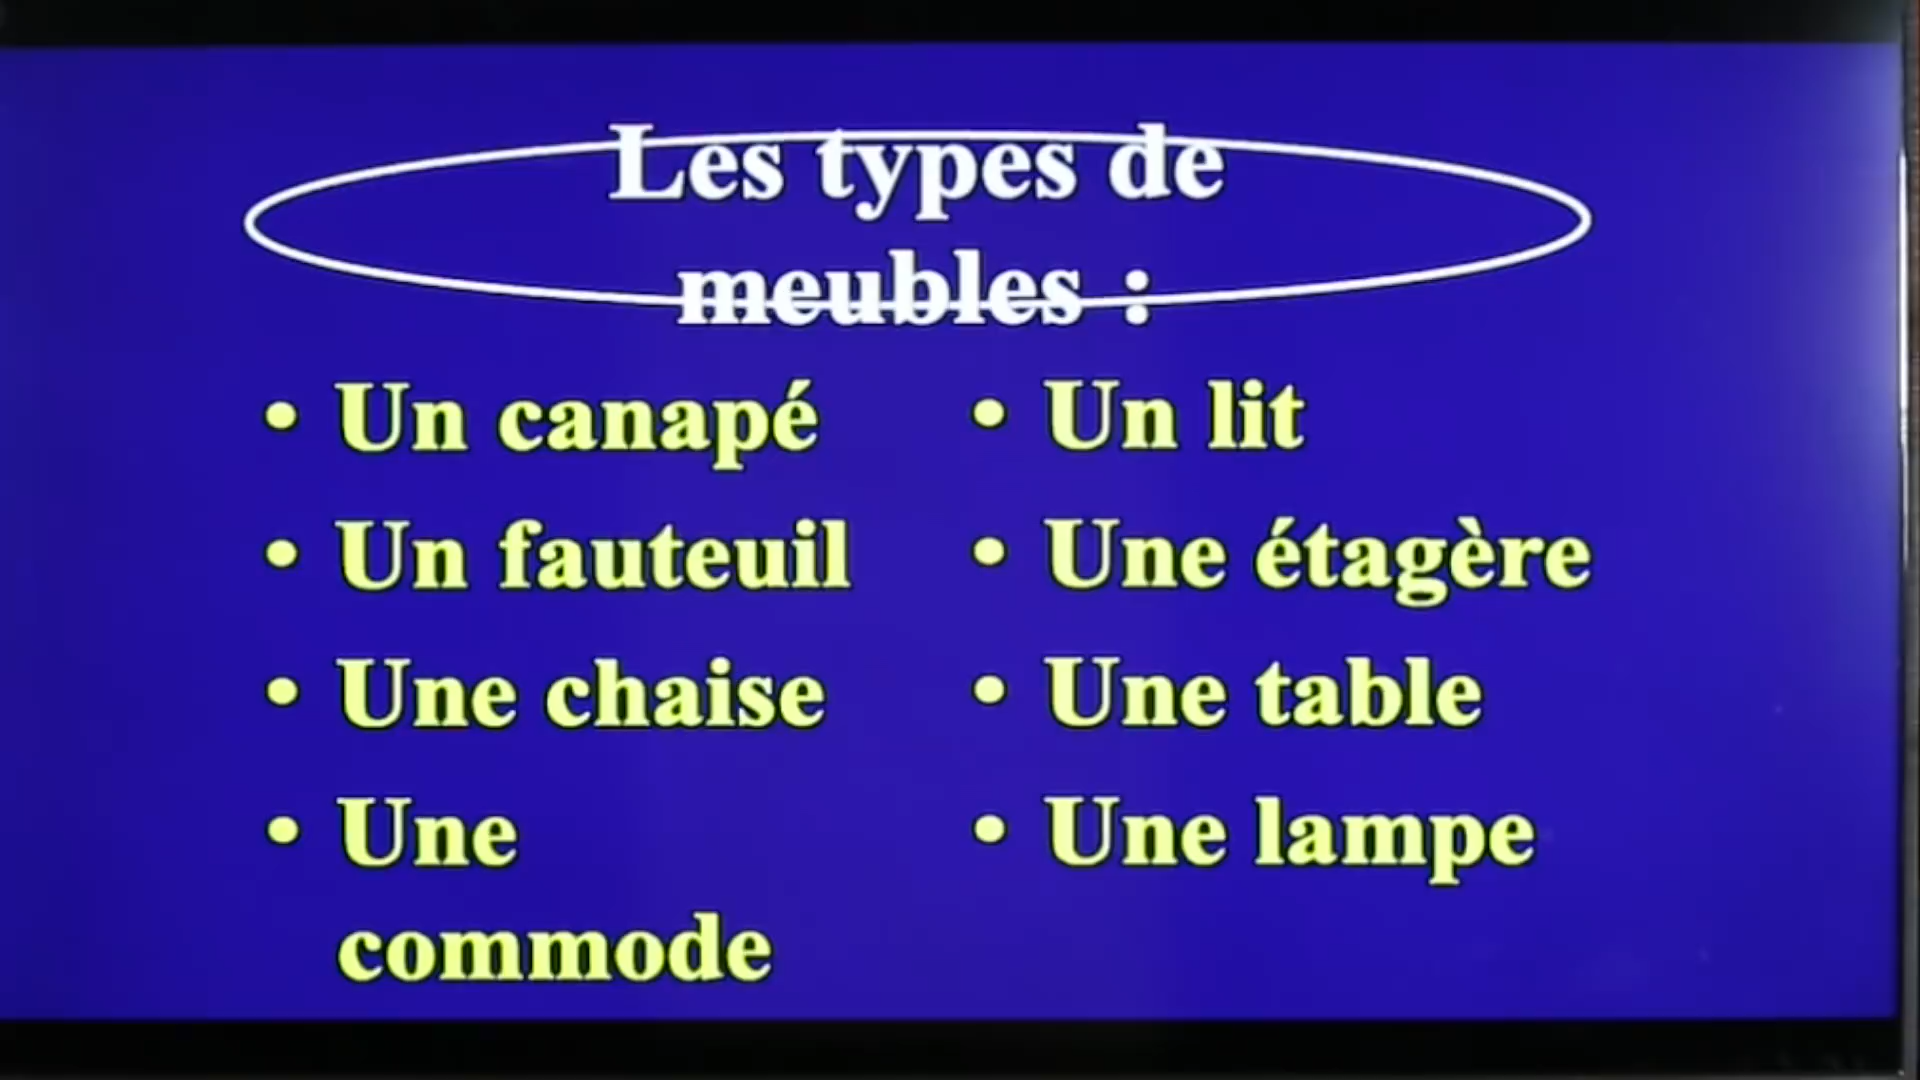 Les types de
meubles :
• Un canapé
• Un fauteuil
• Une chaise
• Une
commode
• Un lit
• Une étagère
• Une table
• Une lampe